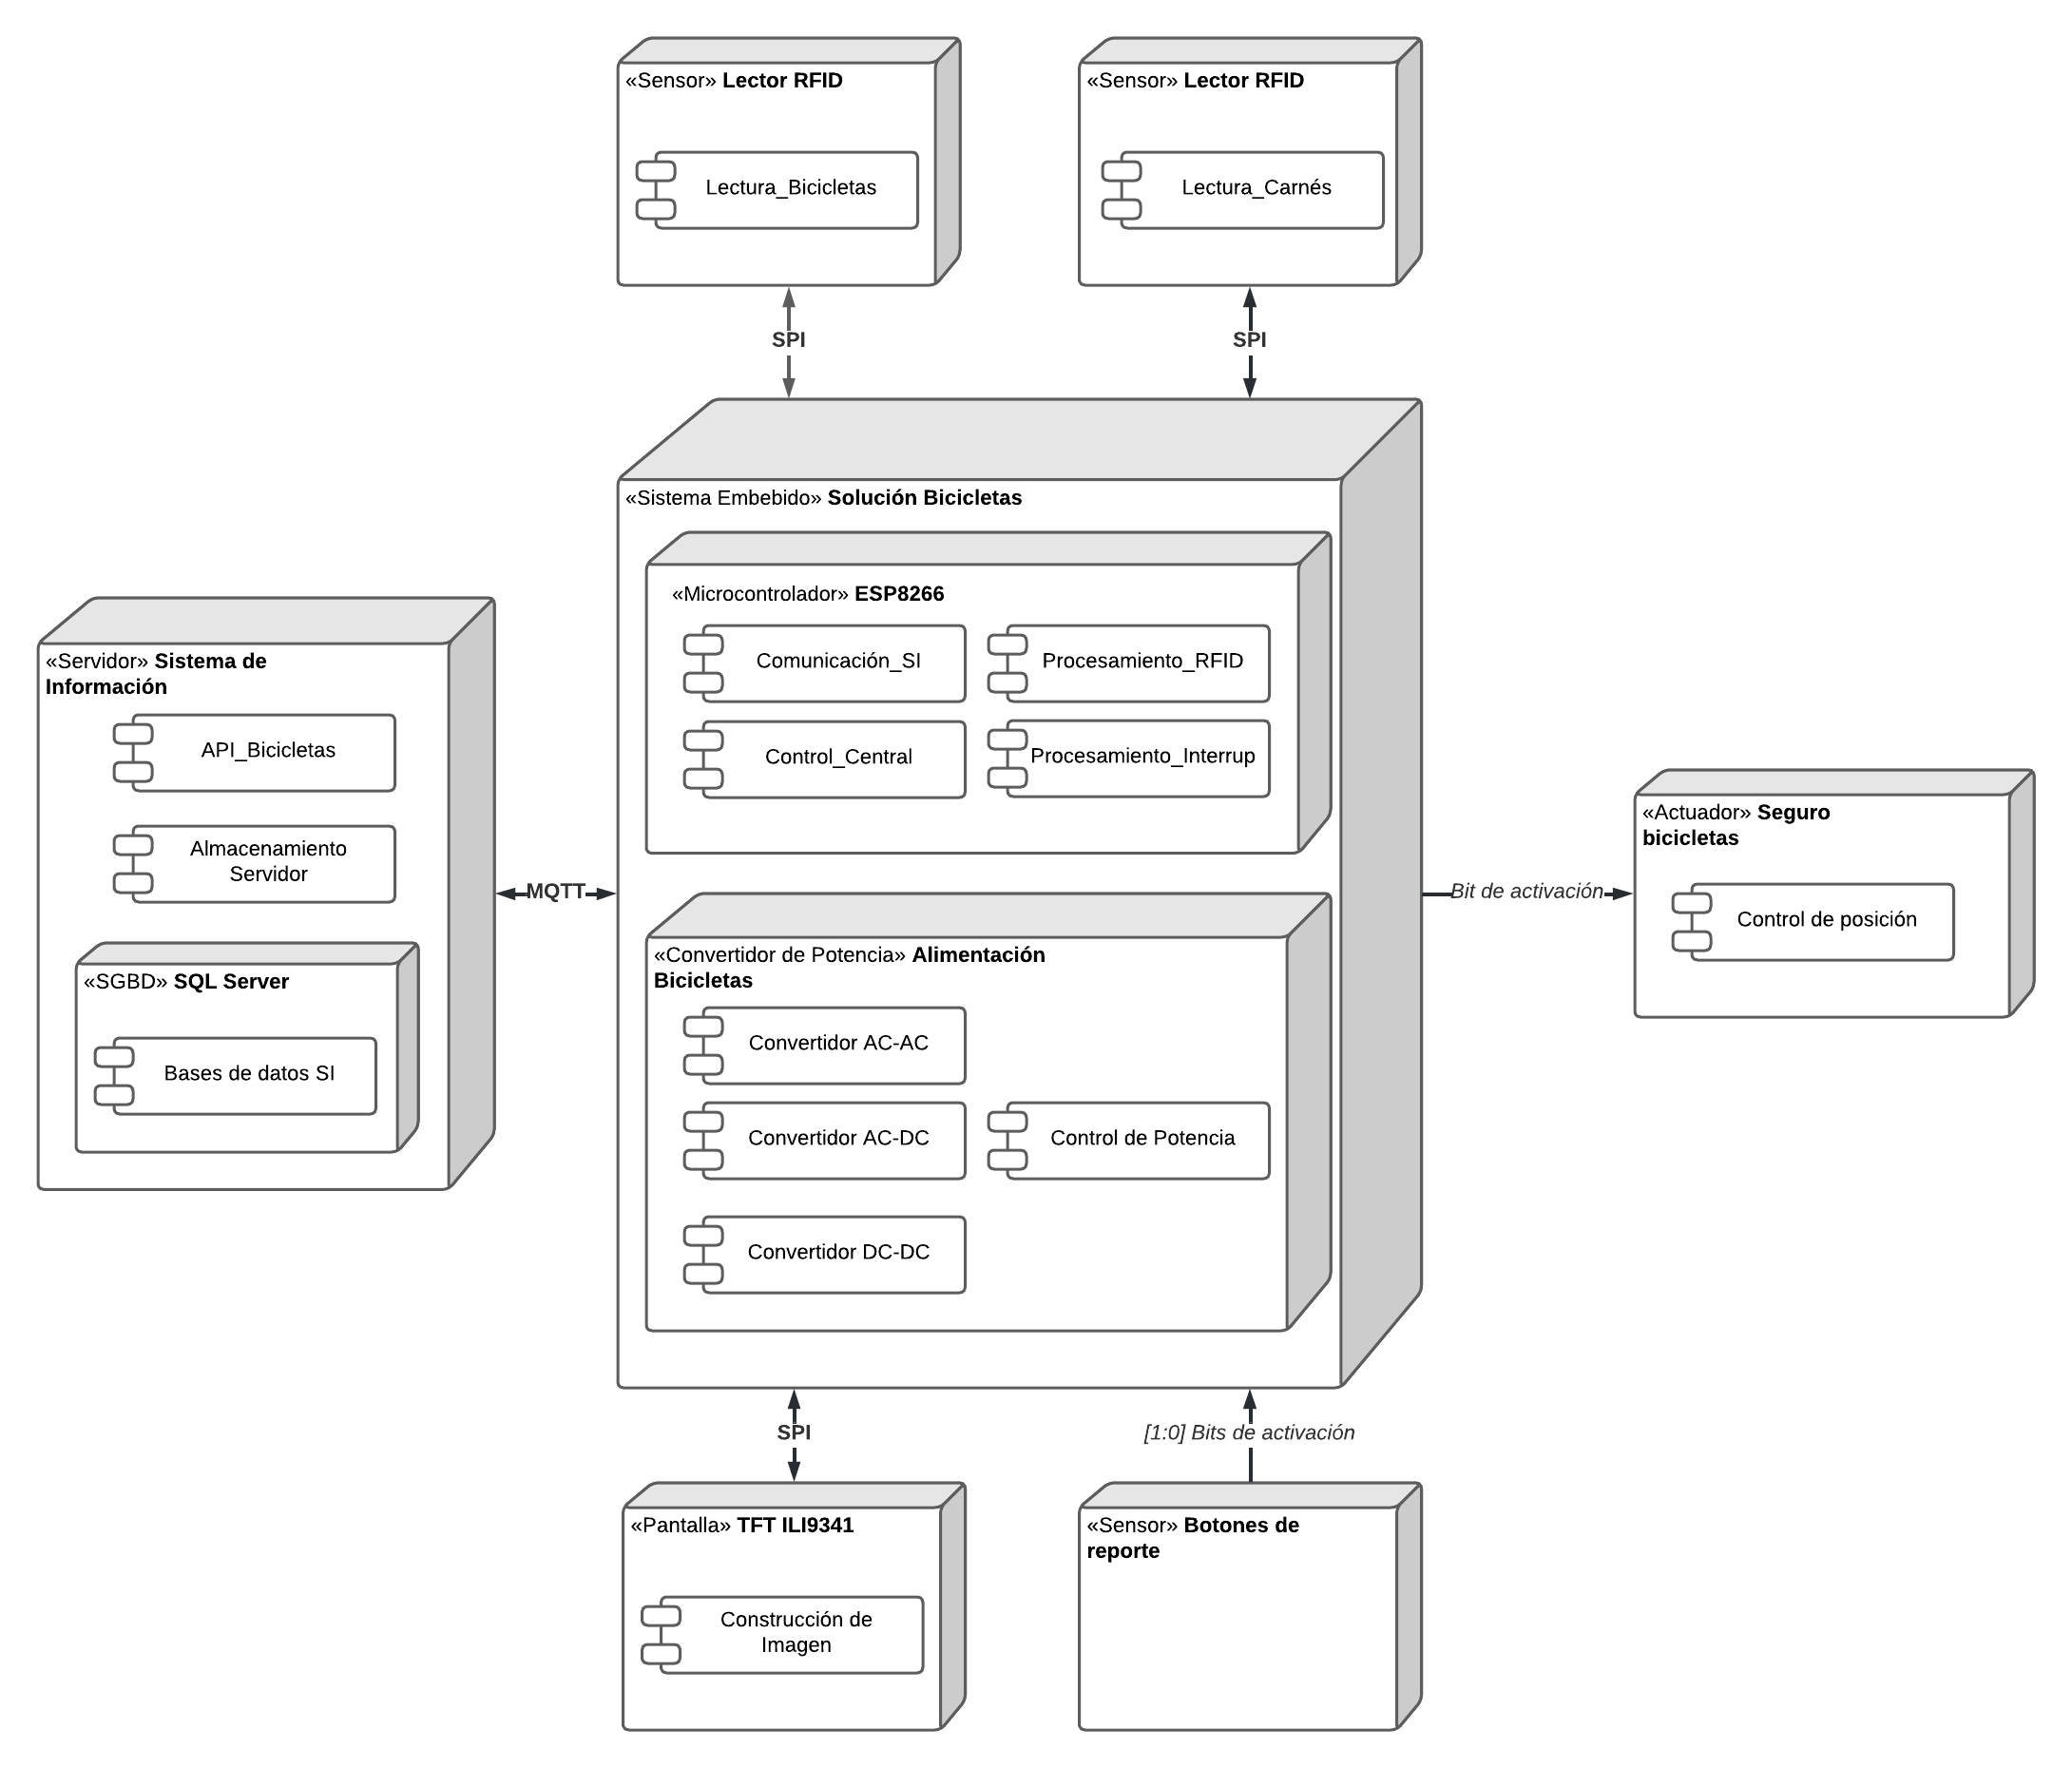 «Sensor» Lector RFID
Lectura_Bicicletas
«Sensor» Lector RFID
Lectura_Carnés
SPI
SPI
«Sistema Embebido» Solución Bicicletas
«Microcontrolador» ESP8266
Comunicación_SI
Procesamiento_RFID
Control_Central
Procesamiento_Interrup
«Convertidor de Potencia» Alimentación
Bicicletas
Convertidor AC-AC
Convertidor AC-DC
Control de Potencia
Convertidor DC-DC
«Servidor» Sistema de
Información
API_Bicicletas
Almacenamiento
Servidor
«SGBD» SQL Server
Bases de datos SI
MQTT
Bit de activación
«Actuador» Seguro
bicicletas
Control de posición
SPI
[1:0] Bits de activación
«Pantalla» TFT ILI9341
Construcción de
Imagen
«Sensor» Botones de
reporte